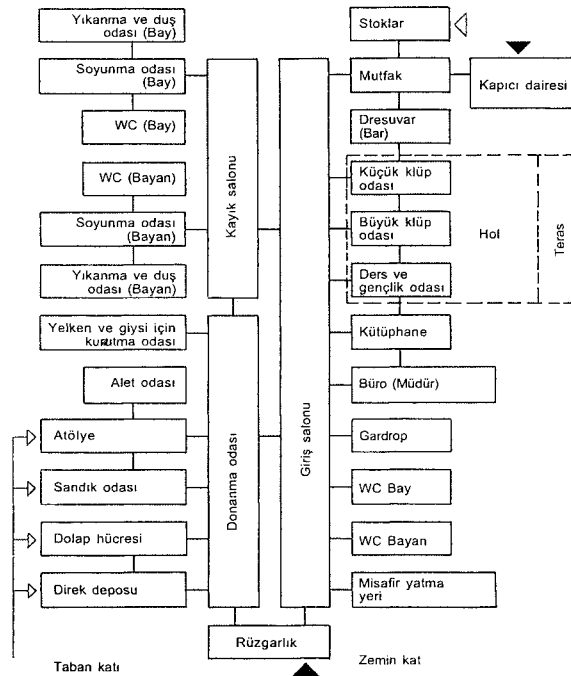 Yıkanma ve duş
odası (Bay)
Soyunma odası
(Bay)
WC (Bay)
WC (Bayan)
Soyunma odası
(Bayan)
Yıkanma ve duş
odası (Bayan)
Yelken ve giysi için
kurutma odası
Alet odası
Atölye
Sandık odası
Dolap hücresi
Direk deposu
Taban katı
Kayık salonu
Donanma odası
Giriş salonu
Rüzgarlık
Stoklar
Mutfak
Kapıcı dairesi
Dresuvar
(Bar)
Küçük klüp
odası
Büyük klüp
odası
Ders ve
gençlik odası
Hol
Teras
Kütüphane
Büro (Müdür)
Gardrop
WC Bay
WC Bayan
Misafir yatma
yeri
Zemin kat